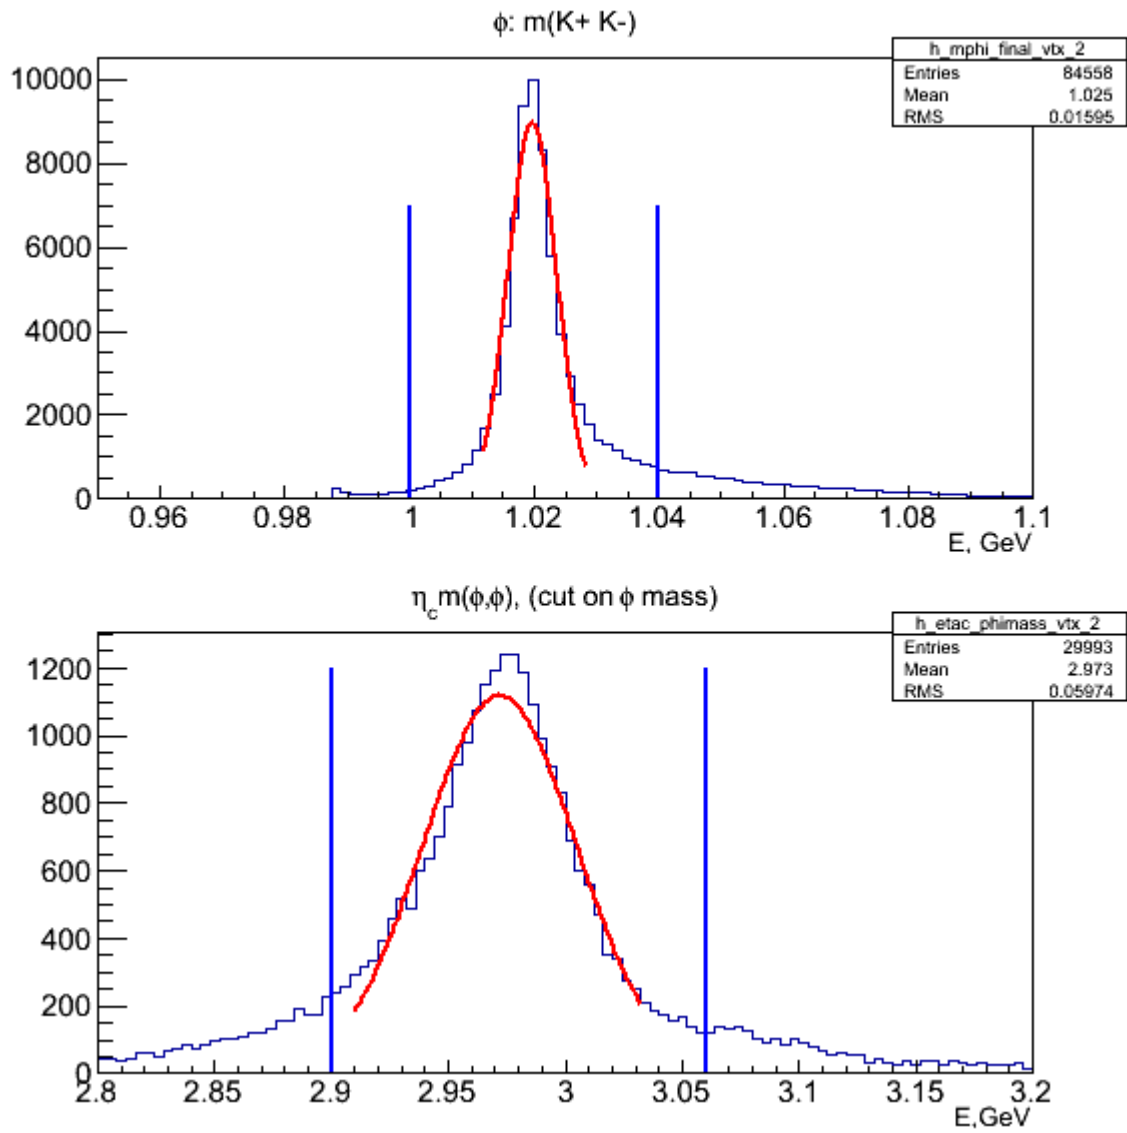 ϕ: m(K+ K-)
h_mphi_final_vtx_2
Entries 84558
Mean 1.025
RMS 0.01595
10000
8000
6000
4000
2000
0
0.96 0.98 1 1.02 1.04 1.06 1.08 1.1
E, GeV
η_c m(ϕ,ϕ), (cut on ϕ mass)
h_etac_phimass_vtx_2
Entries 29993
Mean 2.973
RMS 0.05974
1200
1000
800
600
400
200
0
2.8 2.85 2.9 2.95 3 3.05 3.1 3.15 3.2
E,GeV